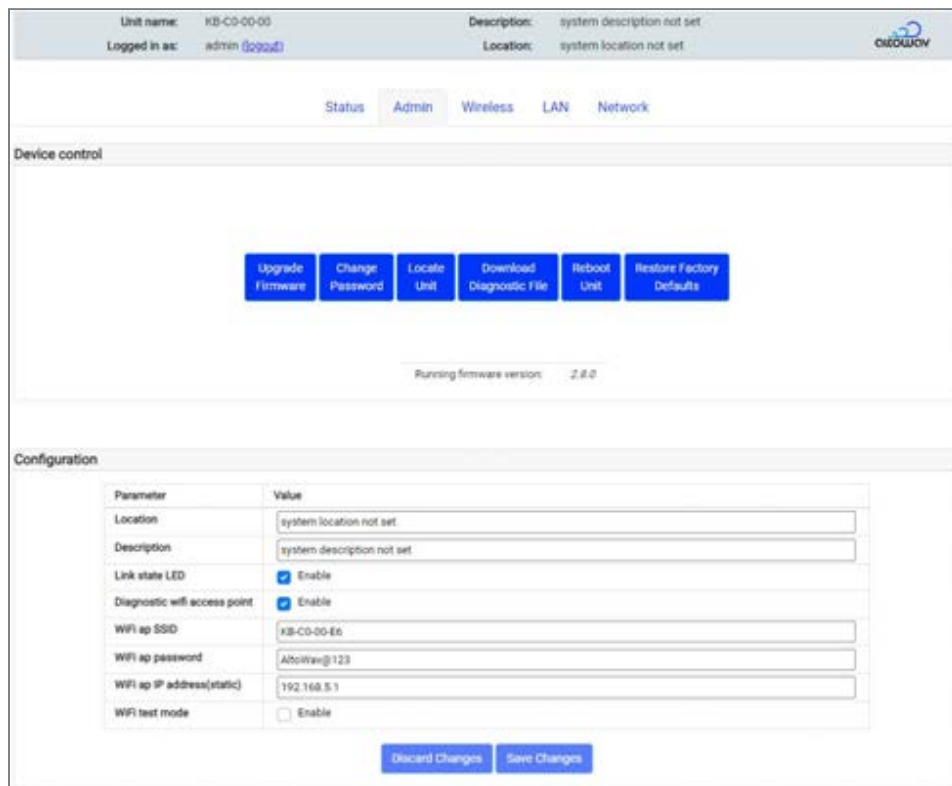 Unit name: KB-C0-00-00 Description: system description not set
Logged in as: admin (logout) Location: system location not set
altowav
Status Admin Wireless LAN Network
Device control
Upgrade Firmware Change Password Locate Unit Download Diagnostic File Reboot Unit Restore Factory Defaults
Running firmware version: 2.8.0
Configuration
Parameter Value
Location system location not set
Description system description not set
Link state LED Enable
Diagnostic wifi access point Enable
WiFi ap SSID KB-C0-00-E6
WiFi ap password AltoWav@123
WiFi ap IP address(static) 192.168.5.1
WiFi test mode Enable
Discard Changes Save Changes